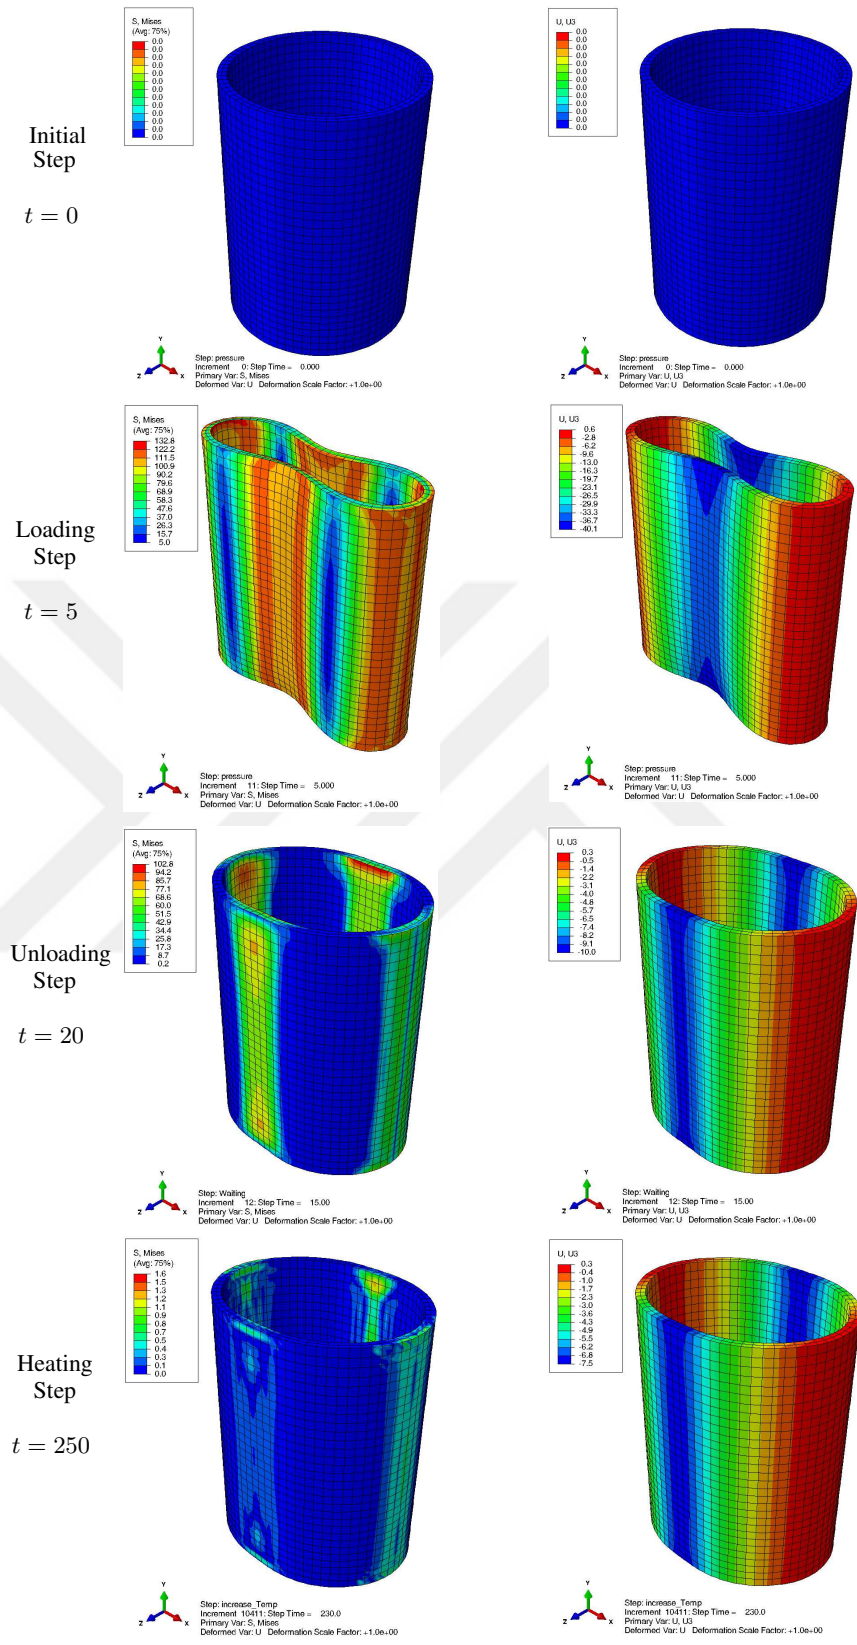 S, Mises
(Avg: 75%)
0.0
0.0
0.0
0.0
0.0
0.0
0.0
0.0
0.0
0.0
0.0
0.0
0.0
U, U3
0.0
0.0
0.0
0.0
0.0
0.0
0.0
0.0
0.0
0.0
0.0
0.0
0.0
Initial
Step
t = 0
Y
Z
X
Step: pressure
Increment 0: Step Time = 0.000
Primary Var: S, Mises
Deformed Var: U Deformation Scale Factor: +1.0e+00
Y
Z
X
Step: pressure
Increment 0: Step Time = 0.000
Primary Var: U, U3
Deformed Var: U Deformation Scale Factor: +1.0e+00
S, Mises
(Avg: 75%)
132.8
122.2
111.5
100.9
90.2
79.6
68.9
58.3
47.6
37.0
26.3
15.7
5.0
U, U3
0.6
-2.8
-6.2
-9.6
-13.0
-16.3
-19.7
-23.1
-26.5
-29.9
-33.3
-36.7
-40.1
Loading
Step
t = 5
Y
Z
X
Step: pressure
Increment 11: Step Time = 5.000
Primary Var: S, Mises
Deformed Var: U Deformation Scale Factor: +1.0e+00
Y
Z
X
Step: pressure
Increment 11: Step Time = 5.000
Primary Var: U, U3
Deformed Var: U Deformation Scale Factor: +1.0e+00
S, Mises
(Avg: 75%)
102.8
94.2
85.7
77.1
68.6
60.0
51.5
42.9
34.4
25.8
17.3
8.7
0.2
U, U3
0.3
-0.5
-1.4
-2.2
-3.1
-4.0
-4.8
-5.7
-6.5
-7.4
-8.2
-9.1
-10.0
Unloading
Step
t = 20
Y
Z
X
Step: Waiting
Increment 12: Step Time = 15.00
Primary Var: S, Mises
Deformed Var: U Deformation Scale Factor: +1.0e+00
Y
Z
X
Step: Waiting
Increment 12: Step Time = 15.00
Primary Var: U, U3
Deformed Var: U Deformation Scale Factor: +1.0e+00
S, Mises
(Avg: 75%)
1.6
1.5
1.3
1.2
1.1
0.9
0.8
0.7
0.5
0.4
0.3
0.1
0.0
U, U3
0.3
-0.4
-1.0
-1.7
-2.3
-3.0
-3.6
-4.3
-4.9
-5.5
-6.2
-6.8
-7.5
Heating
Step
t = 250
Y
Z
X
Step: increase_Temp
Increment 10411: Step Time = 230.0
Primary Var: S, Mises
Deformed Var: U Deformation Scale Factor: +1.0e+00
Y
Z
X
Step: increase_Temp
Increment 10411: Step Time = 230.0
Primary Var: U, U3
Deformed Var: U Deformation Scale Factor: +1.0e+00